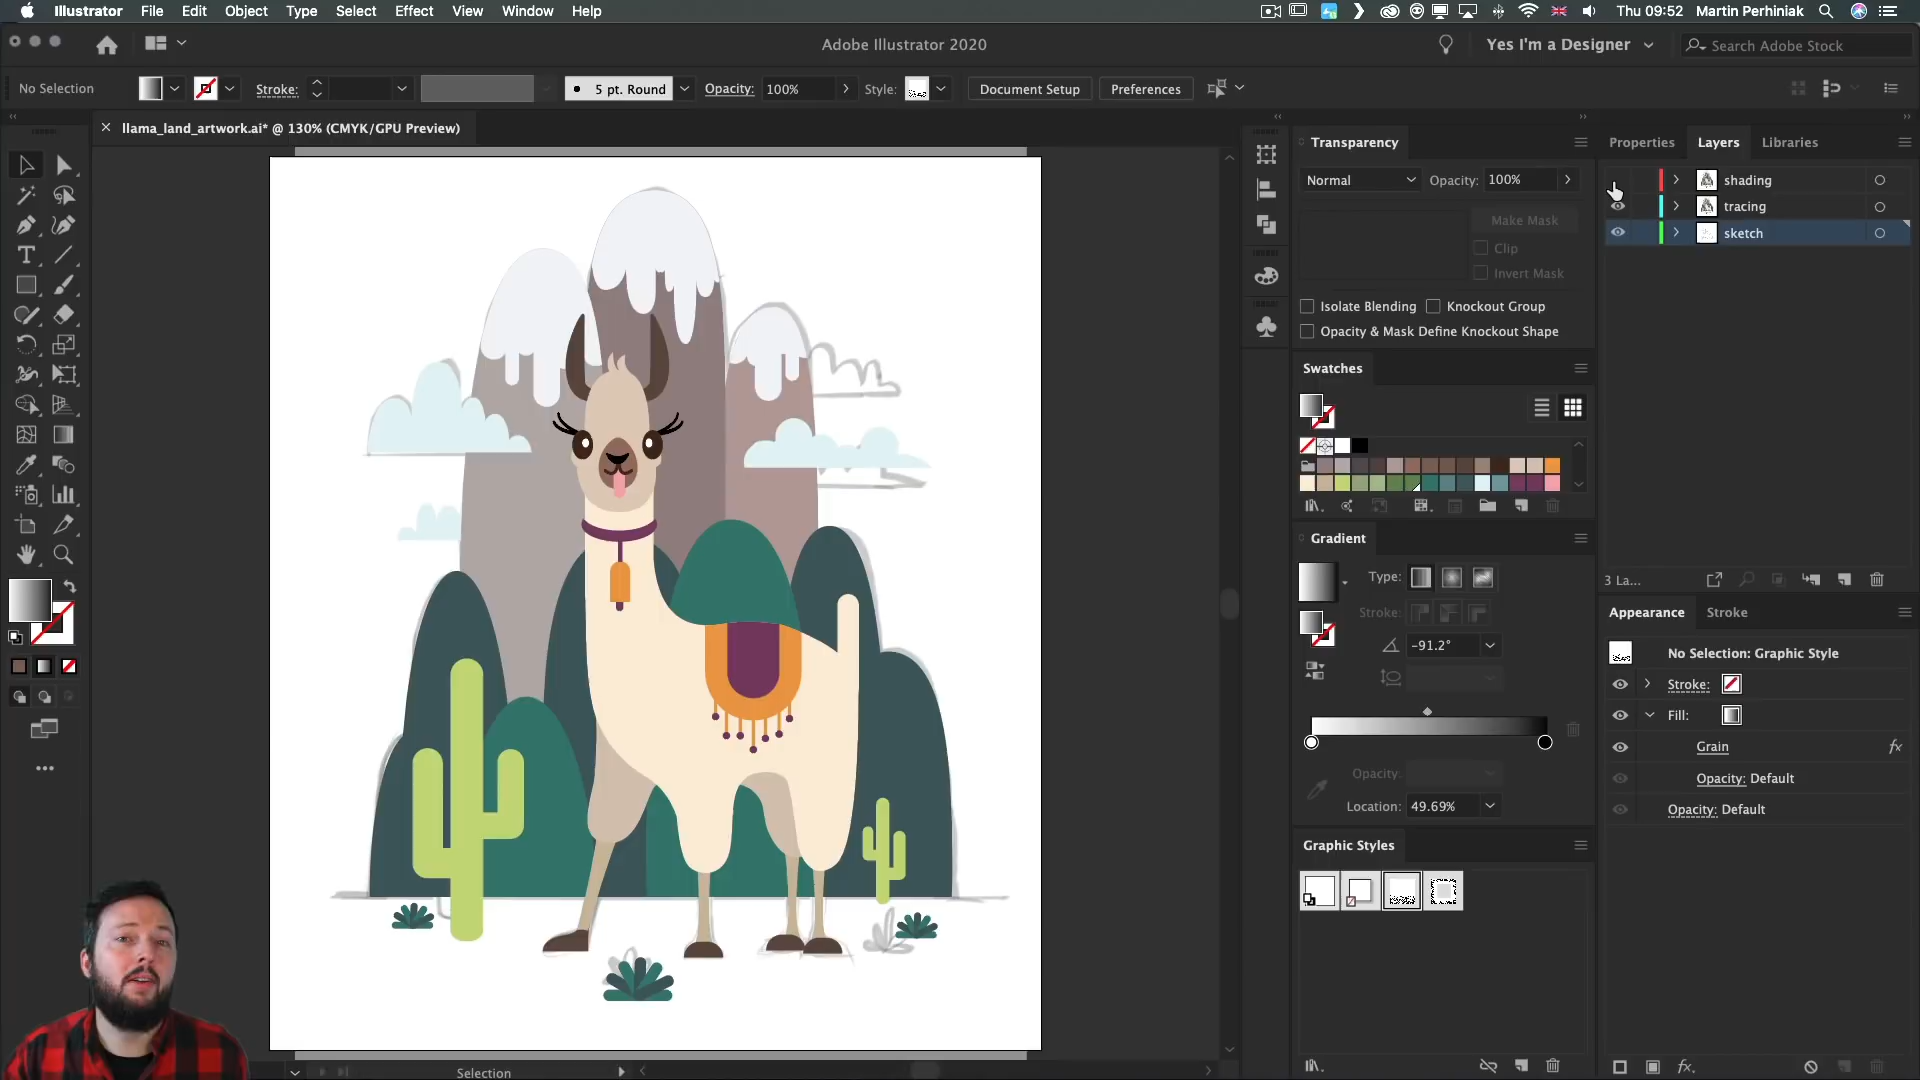 Illustrator File Edit Object Type Select Effect View Window Help Thu 09:52 Martin Perhiniak
Adobe Illustrator 2020 Yes I'm a Designer Search Adobe Stock
No Selection Stroke: 5 pt. Round Opacity: 100% Style: Document Setup Preferences
llama_land_artwork.ai* @ 130% (CMYK/GPU Preview)
Transparency
Normal Opacity: 100%
Make Mask
Clip
Invert Mask
Isolate Blending Knockout Group
Opacity & Mask Define Knockout Shape
Swatches
Gradient
Type:
Stroke:
-91.2°
Opacity:
Location: 49.69%
Graphic Styles
Properties Layers Libraries
shading
tracing
sketch
3 La...
Appearance Stroke
No Selection: Graphic Style
Stroke:
Fill:
Grain fx
Opacity: Default
Opacity: Default
fx.
Selection